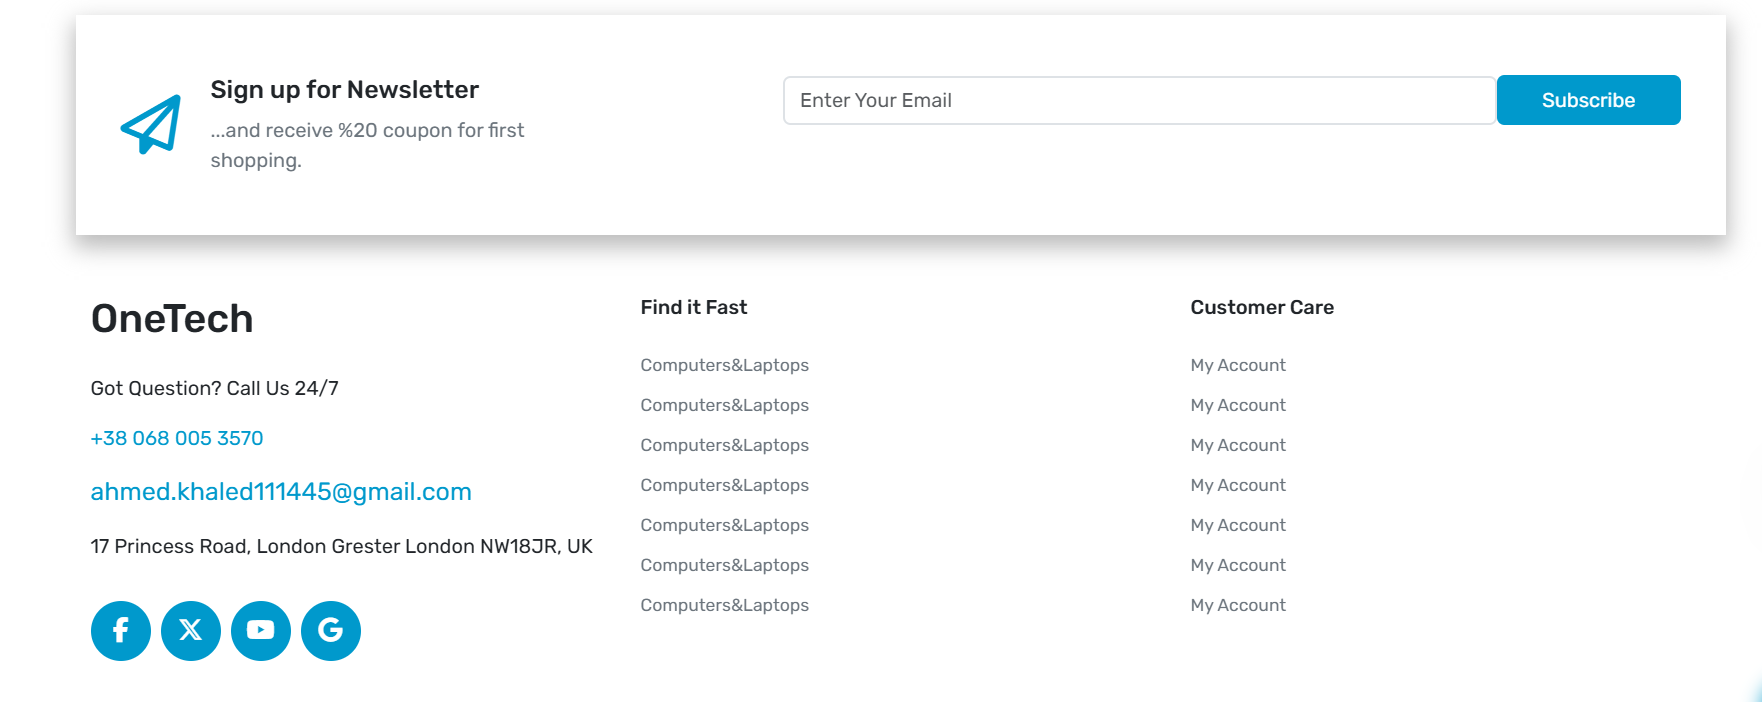 Sign up for Newsletter
...and receive %20 coupon for first
shopping.
Enter Your Email
Subscribe
OneTech
Got Question? Call Us 24/7
+38 068 005 3570
ahmed.khaled111445@gmail.com
17 Princess Road, London Grester London NW18JR, UK
Find it Fast
Computers&Laptops
Computers&Laptops
Computers&Laptops
Computers&Laptops
Computers&Laptops
Computers&Laptops
Computers&Laptops
Customer Care
My Account
My Account
My Account
My Account
My Account
My Account
My Account